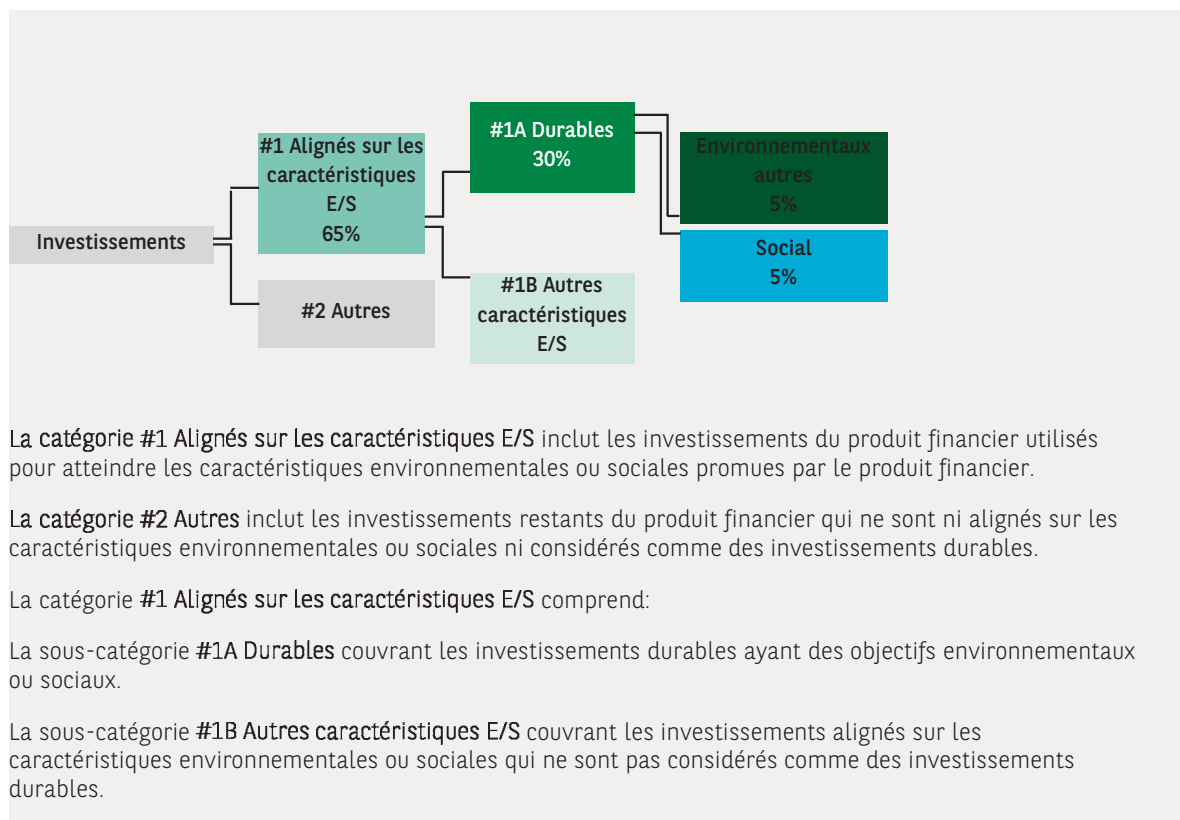 Investissements
#1 Alignés sur les
caractéristiques
E/S
65%
#2 Autres
#1A Durables
30%
#1B Autres
caractéristiques
E/S
Environnementaux
autres
5%
Social
5%
La catégorie #1 Alignés sur les caractéristiques E/S inclut les investissements du produit financier utilisés
pour atteindre les caractéristiques environnementales ou sociales promues par le produit financier.
La catégorie #2 Autres inclut les investissements restants du produit financier qui ne sont ni alignés sur les
caractéristiques environnementales ou sociales ni considérés comme des investissements durables.
La catégorie #1 Alignés sur les caractéristiques E/S comprend:
La sous-catégorie #1A Durables couvrant les investissements durables ayant des objectifs environnementaux
ou sociaux.
La sous-catégorie #1B Autres caractéristiques E/S couvrant les investissements alignés sur les
caractéristiques environnementales ou sociales qui ne sont pas considérés comme des investissements
durables.